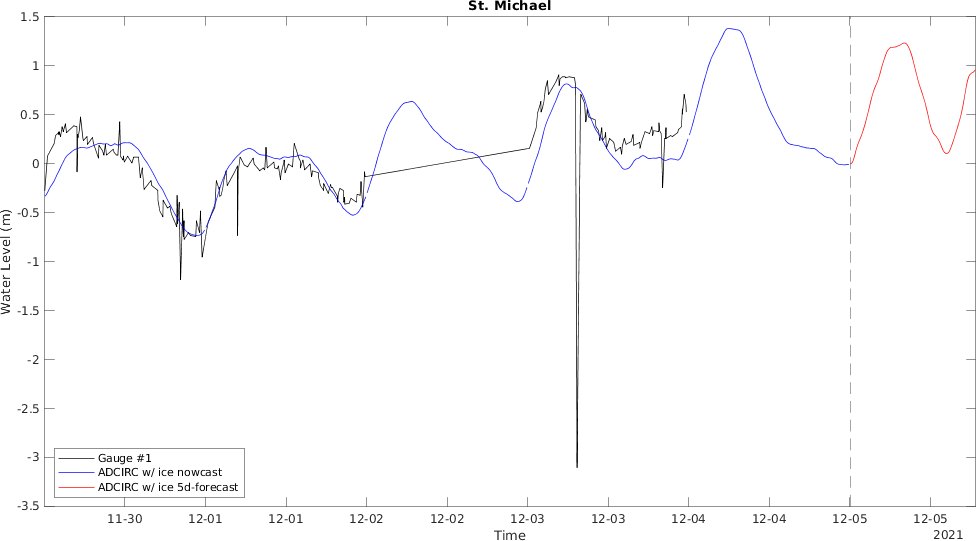 St. Michael
1.5
1
0.5
0
-0.5
-1
-1.5
-2
-2.5
-3
-3.5
Water Level (m)
Gauge #1
ADCIRC w/ ice nowcast
ADCIRC w/ ice 5d-forecast
11-30 12-01 12-01 12-02 12-02 12-03 12-03 12-04 12-04 12-05 12-05
Time
2021